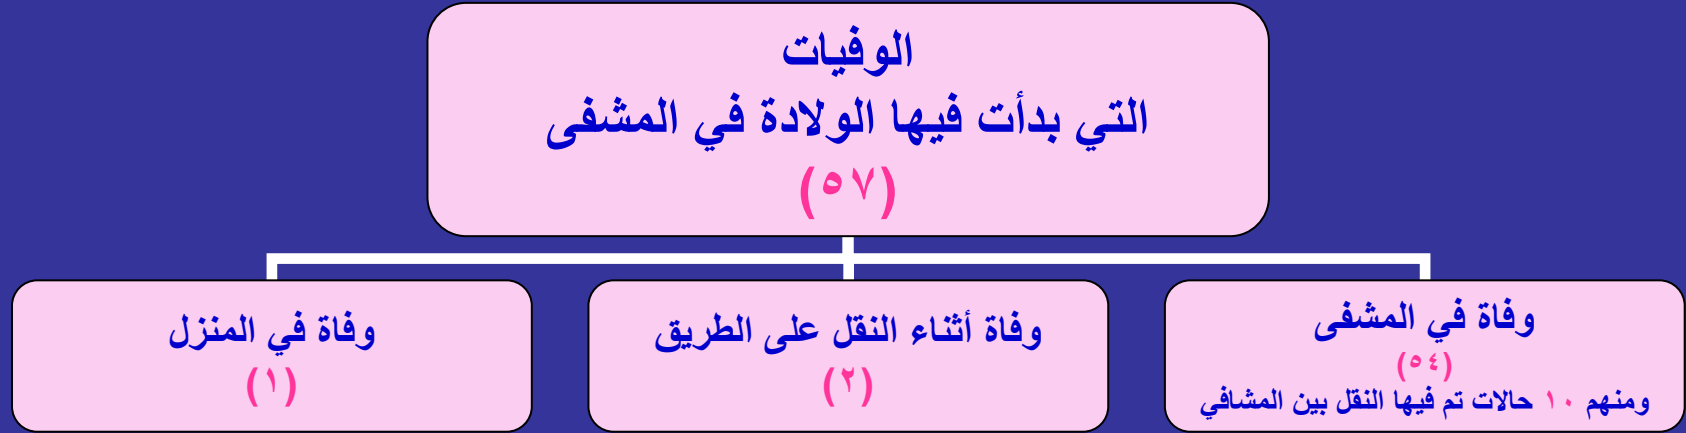 الوفيات
التي بدأت فيها الولادة في المشفى
(٥٧)
وفاة في المشفى
(٥٤)
ومنهم ١٠ حالات تم فيها النقل بين المشافي
وفاة أثناء النقل على الطريق
(٢)
وفاة في المنزل
(١)